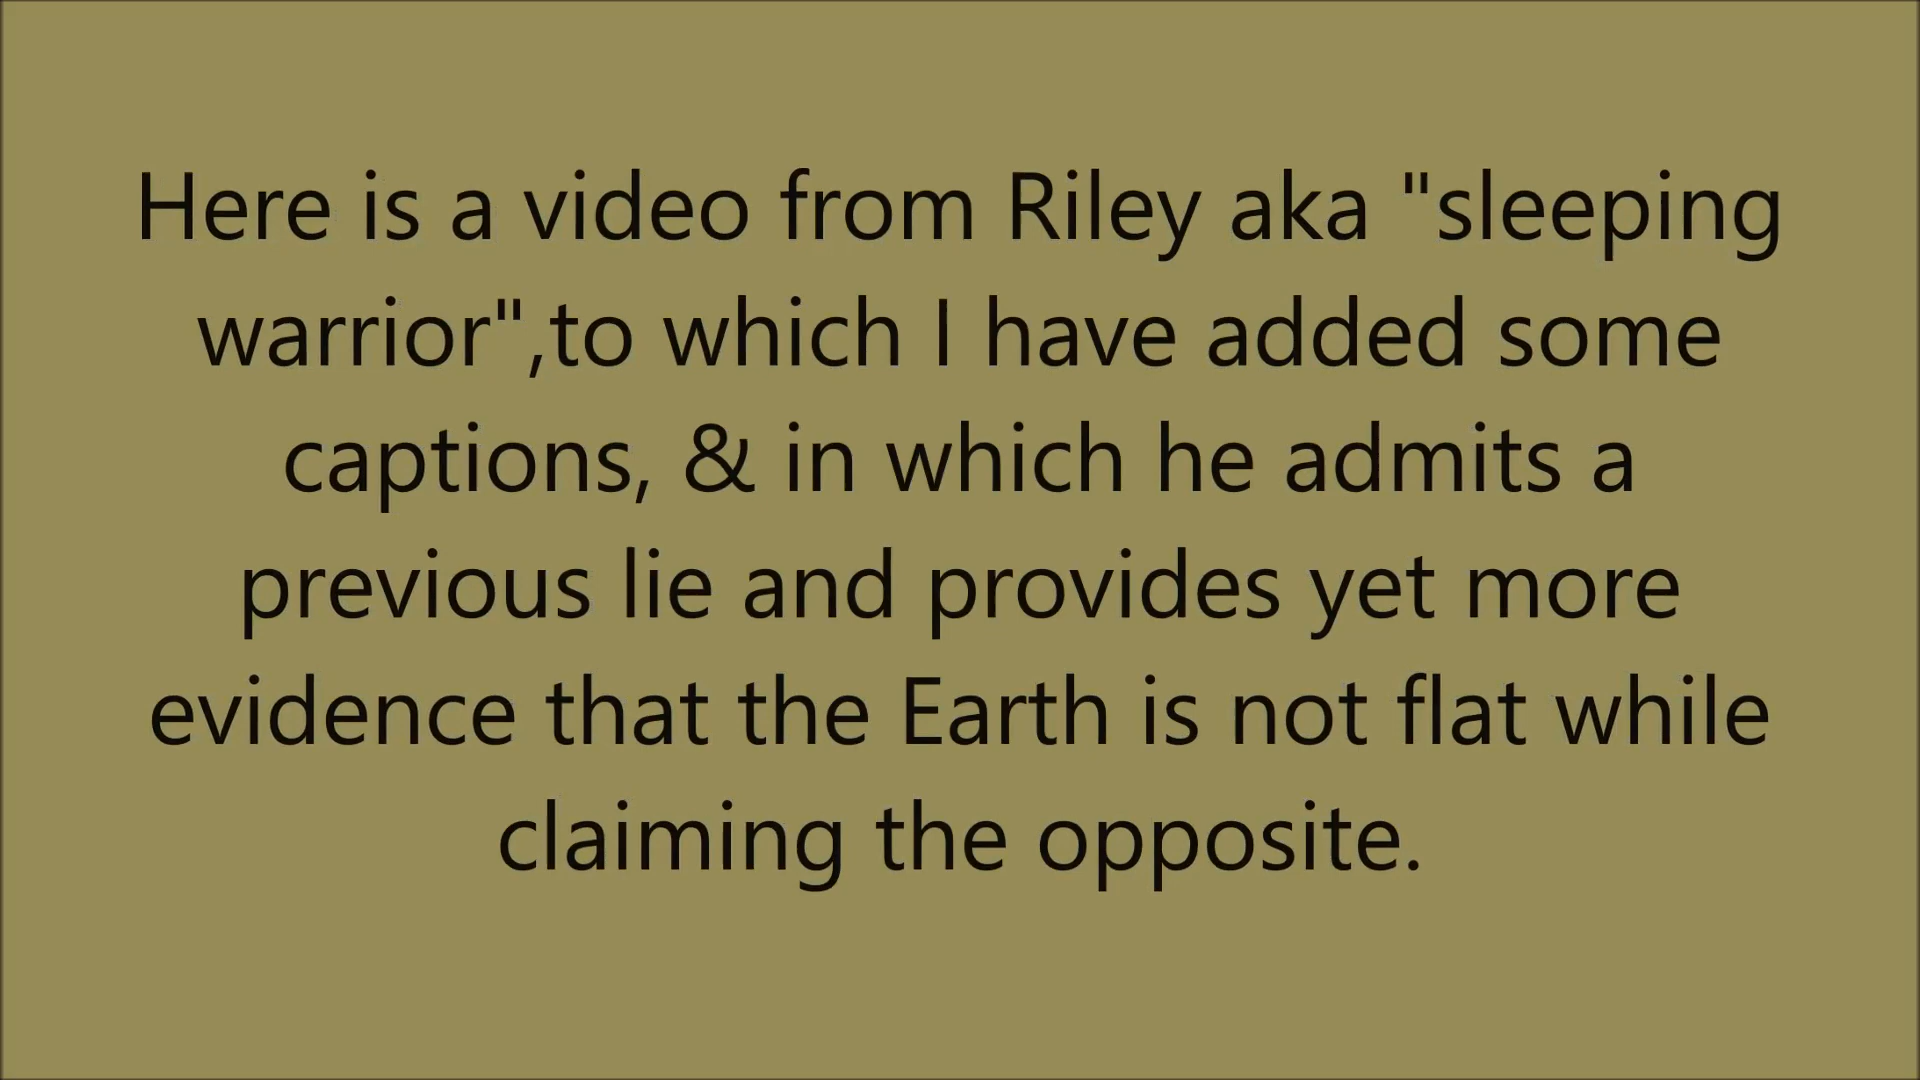 Here is a video from Riley aka "sleeping
warrior",to which I have added some
captions, & in which he admits a
previous lie and provides yet more
evidence that the Earth is not flat while
claiming the opposite.